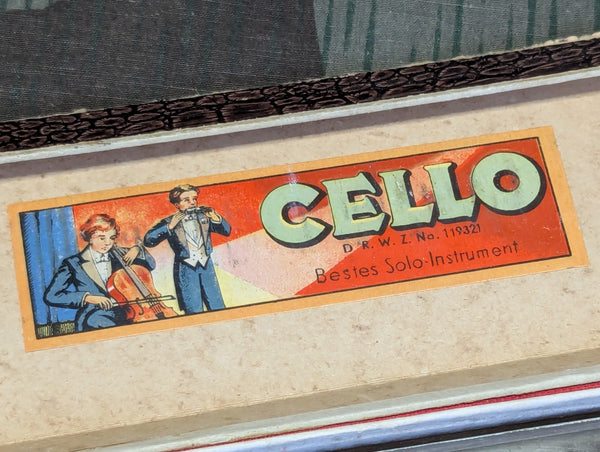 CELLO
D.R.W.Z. No. 119321
Bestes Solo-Instrument